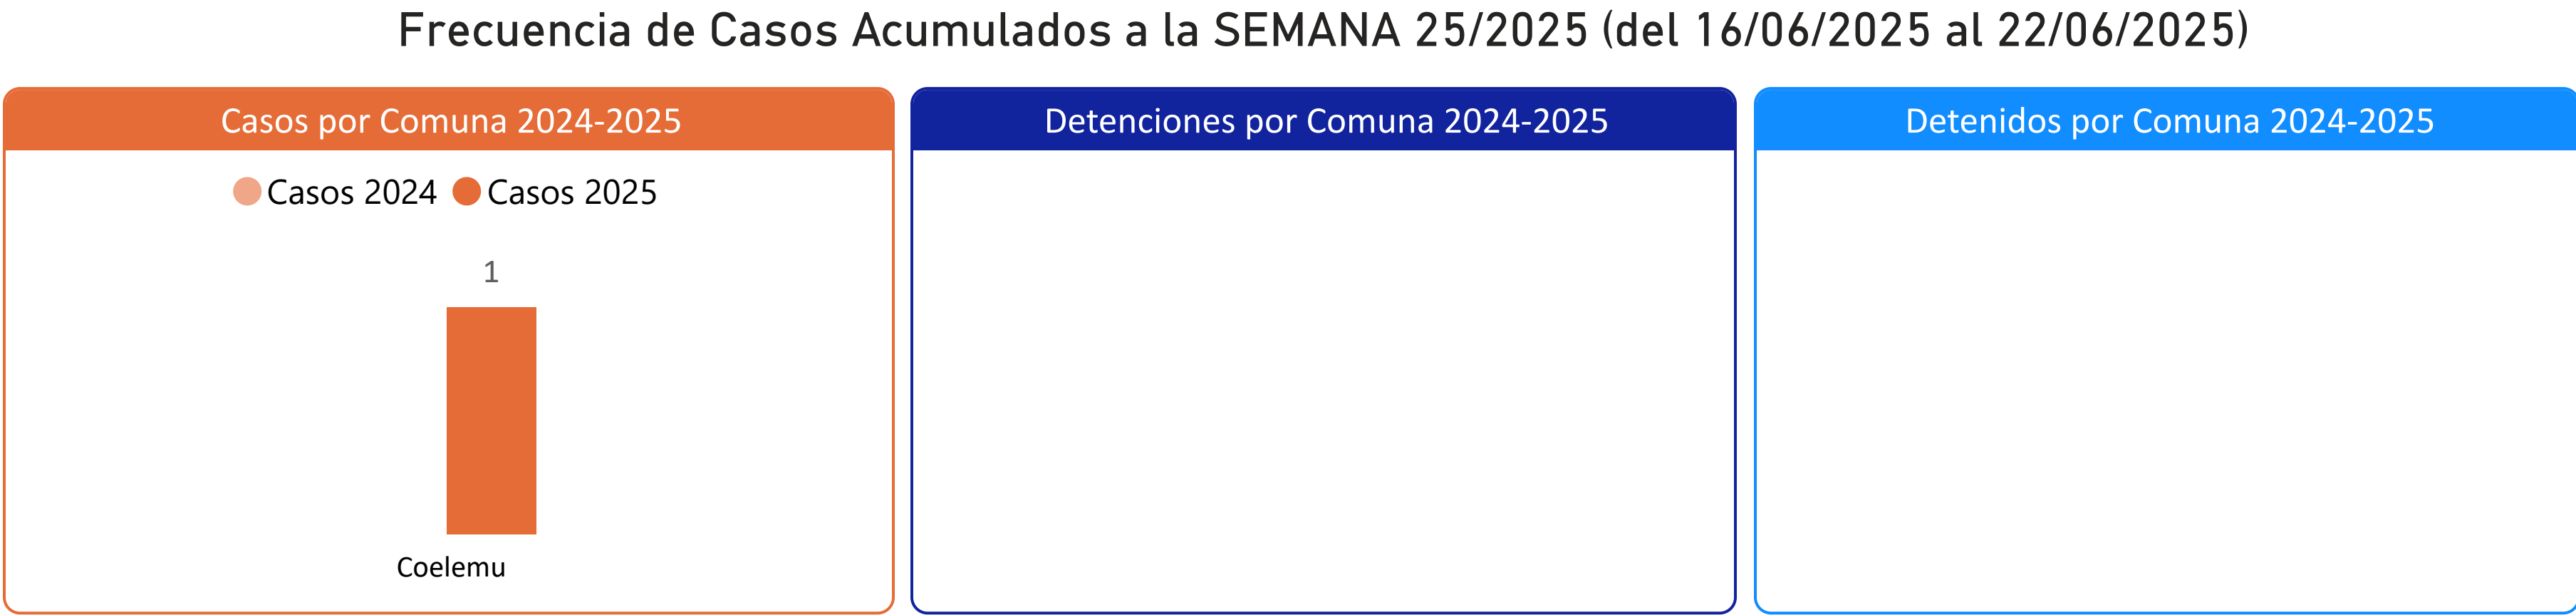 Frecuencia de Casos Acumulados a la SEMANA 25/2025 (del 16/06/2025 al 22/06/2025)
Casos por Comuna 2024-2025
Casos 2024 Casos 2025
1
Coelemu
Detenciones por Comuna 2024-2025
Detenidos por Comuna 2024-2025